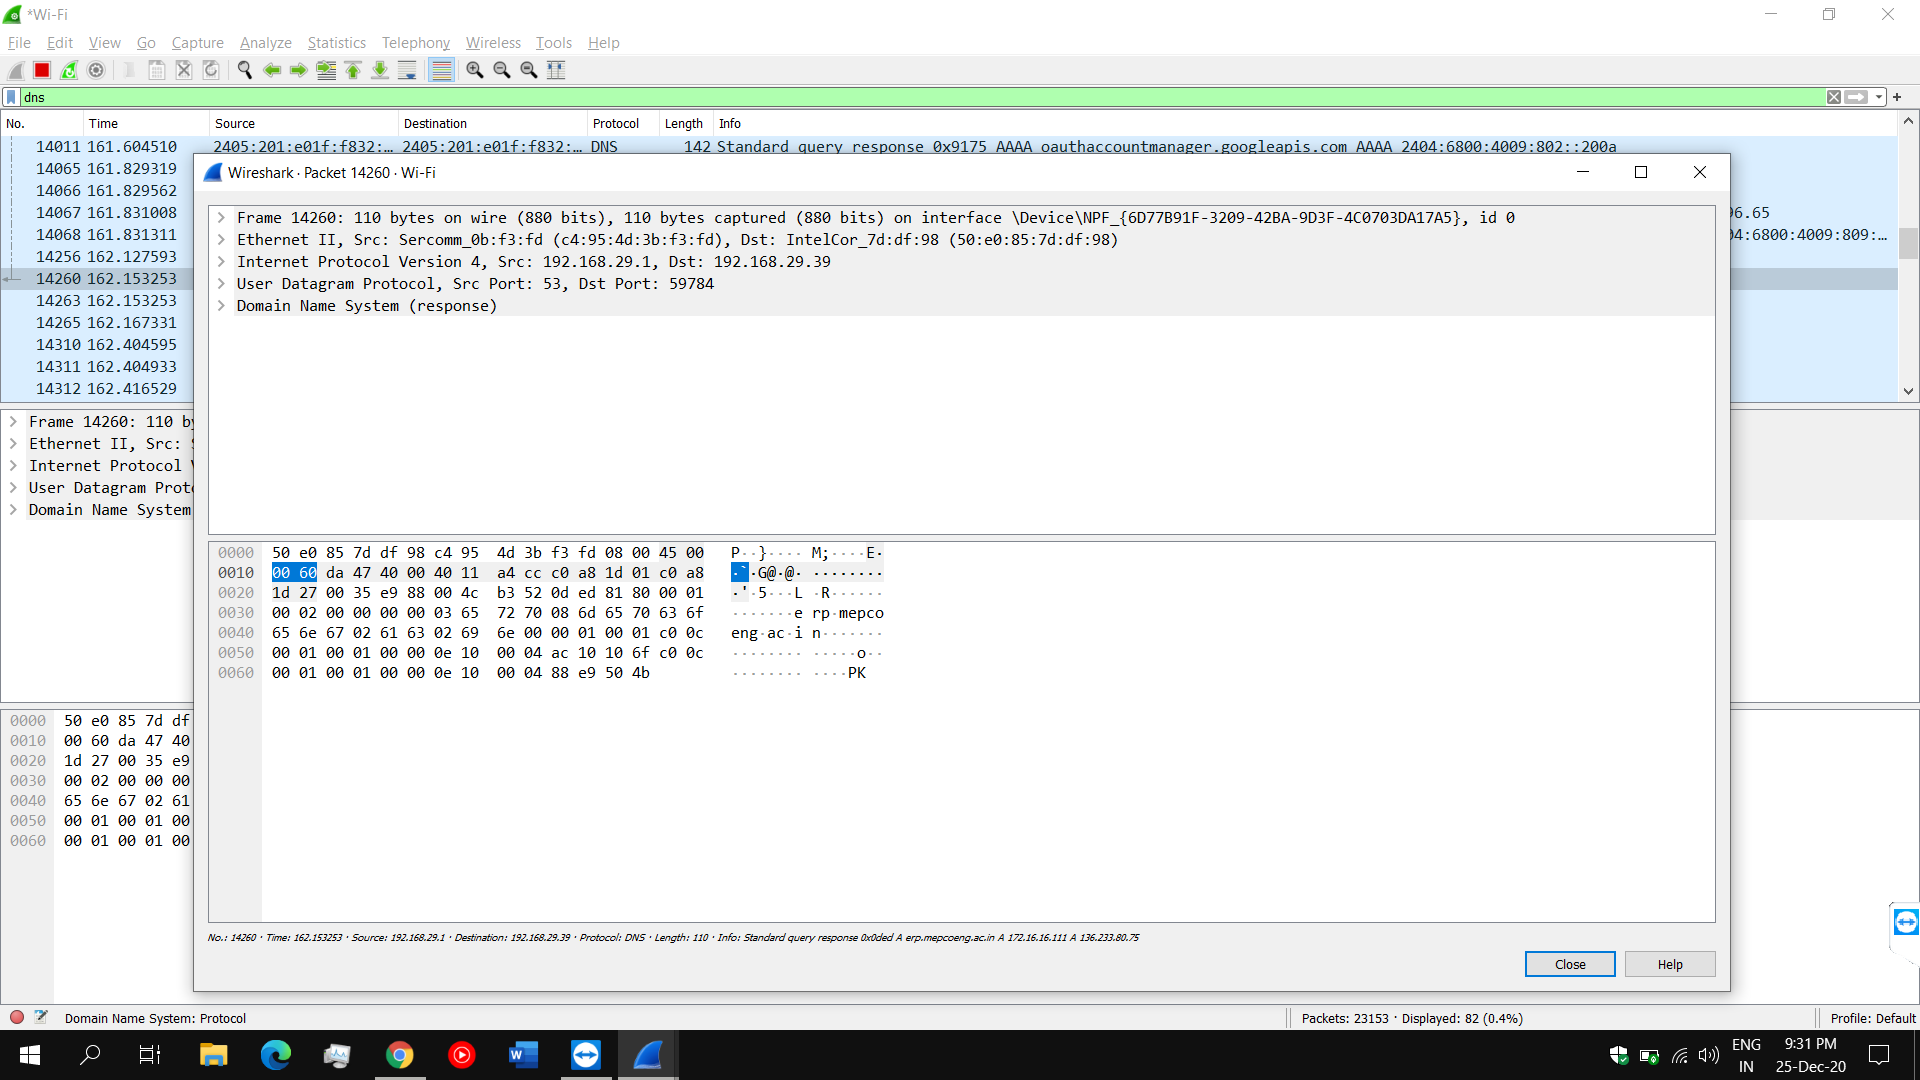 *Wi-Fi
File Edit View Go Capture Analyze Statistics Telephony Wireless Tools Help
dns
No. Time Source Destination Protocol Length Info
14011 161.604510 2405:201:e01f:f832:… 2405:201:e01f:f832:… DNS 142 Standard query response 0x9175 AAAA oauthaccountmanager.googleapis.com AAAA 2404:6800:4009:802::200a
14065 161.829319
14066 161.829562
14067 161.831008 96.65
14068 161.831311 04:6800:4009:809:…
14256 162.127593
14260 162.153253
14263 162.153253
14265 162.167331
14310 162.404595
14311 162.404933
14312 162.416529
Wireshark · Packet 14260 · Wi-Fi
Frame 14260: 110 bytes on wire (880 bits), 110 bytes captured (880 bits) on interface \Device\NPF_{6D77B91F-3209-42BA-9D3F-4C0703DA17A5}, id 0
Ethernet II, Src: Sercomm_0b:f3:fd (c4:95:4d:3b:f3:fd), Dst: IntelCor_7d:df:98 (50:e0:85:7d:df:98)
Internet Protocol Version 4, Src: 192.168.29.1, Dst: 192.168.29.39
User Datagram Protocol, Src Port: 53, Dst Port: 59784
Domain Name System (response)
Frame 14260: 110 by
Ethernet II, Src:
Internet Protocol
User Datagram Proto
Domain Name System
0000 50 e0 85 7d df 98 c4 95 4d 3b f3 fd 08 00 45 00 P··}···· M;····E·
0010 00 60 da 47 40 00 40 11 a4 cc c0 a8 1d 01 c0 a8 ·`·G@·@· ········
0020 1d 27 00 35 e9 88 00 4c b3 52 0d ed 81 80 00 01 ·'·5···L ·R······
0030 00 02 00 00 00 00 03 65 72 70 08 6d 65 70 63 6f ·······e rp·mepco
0040 65 6e 67 02 61 63 02 69 6e 00 00 01 00 01 c0 0c eng·ac·i n·······
0050 00 01 00 01 00 00 0e 10 00 04 ac 10 10 6f c0 0c ········ ·····o··
0060 00 01 00 01 00 00 0e 10 00 04 88 e9 50 4b ········ ····PK
0000 50 e0 85 7d df
0010 00 60 da 47 40
0020 1d 27 00 35 e9
0030 00 02 00 00 00
0040 65 6e 67 02 61
0050 00 01 00 01 00
0060 00 01 00 01 00
No.: 14260 · Time: 162.153253 · Source: 192.168.29.1 · Destination: 192.168.29.39 · Protocol: DNS · Length: 110 · Info: Standard query response 0x0ded A erp.mepcoeng.ac.in A 172.16.16.111 A 136.233.80.75
Close Help
Domain Name System: Protocol Packets: 23153 · Displayed: 82 (0.4%) Profile: Default
ENG 9:31 PM
IN 25-Dec-20